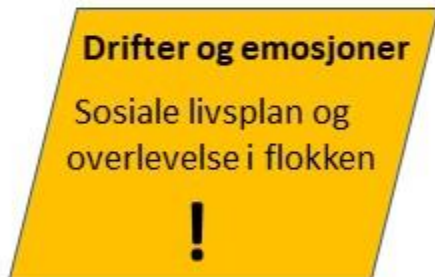 Drifter og emosjoner
Sosiale livsplan og
overlevelse i flokken
!